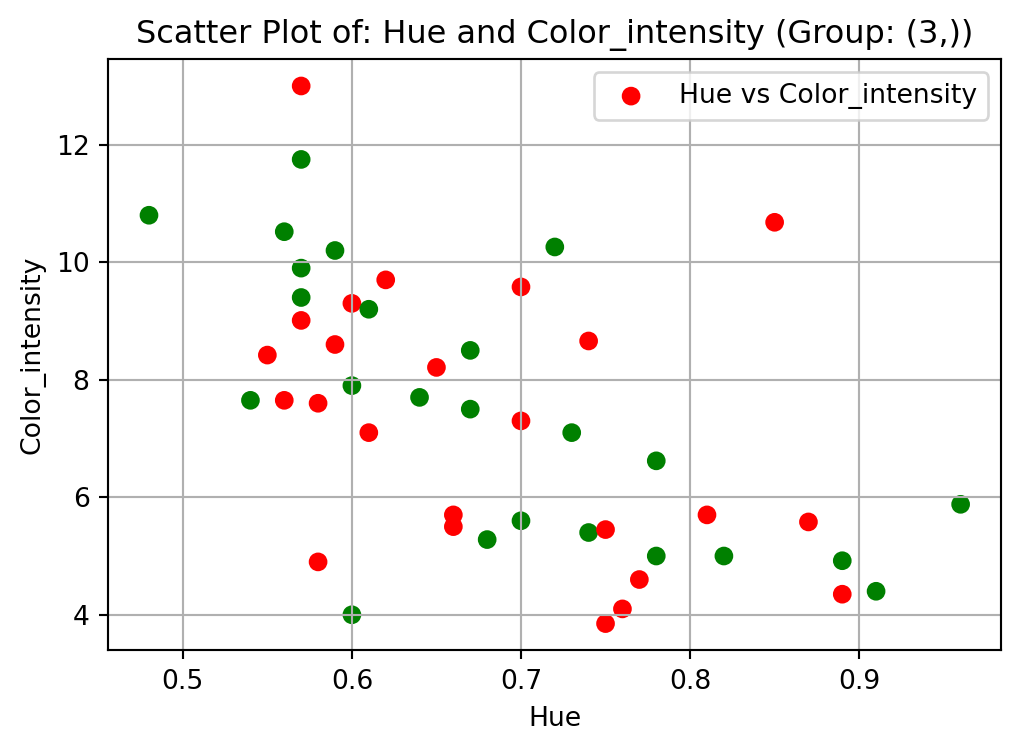 Scatter Plot of: Hue and Color_intensity (Group: (3,))
Hue vs Color_intensity
Color_intensity
12
10
8
6
4
0.5 0.6 0.7 0.8 0.9
Hue